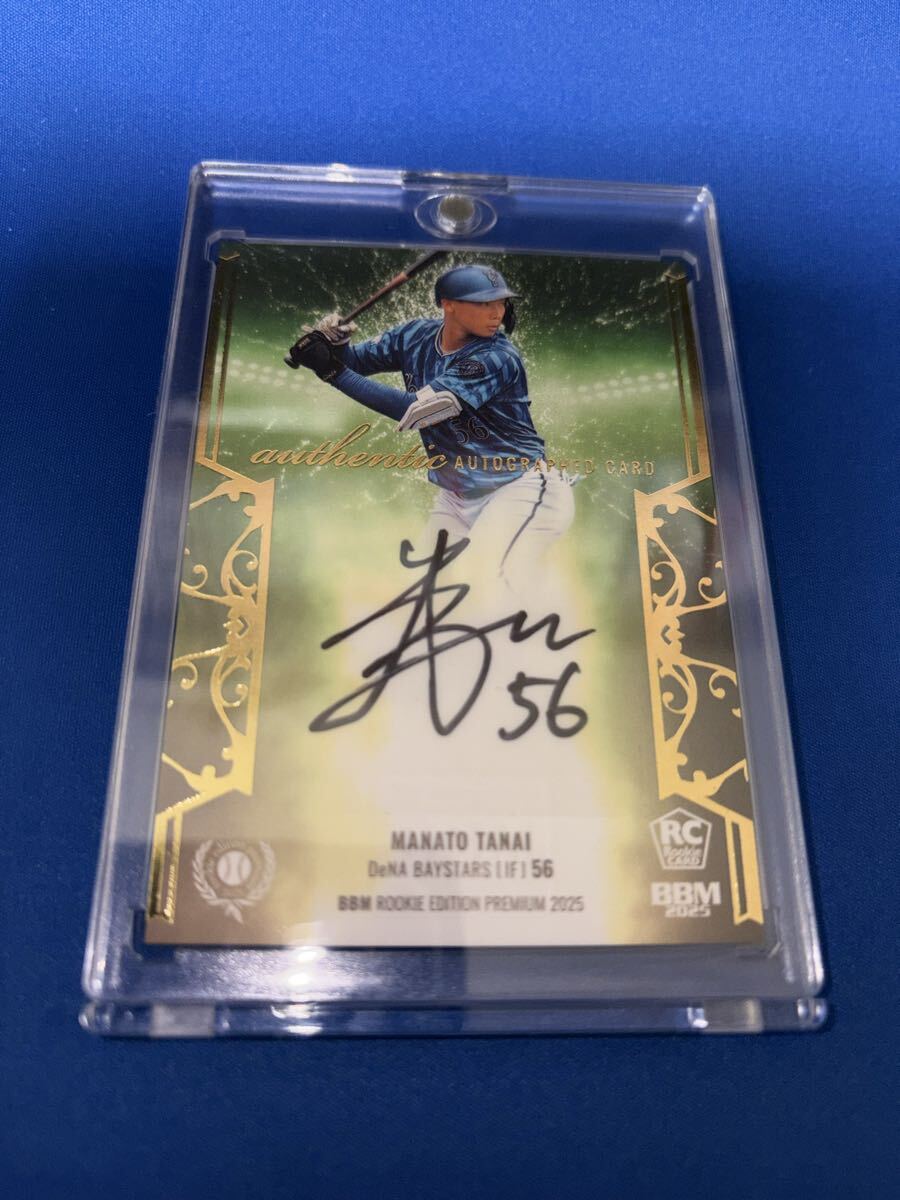 56
authentic AUTOGRAPHED CARD
56
MANATO TANAI
DeNA BAYSTARS [IF] 56
BBM ROOKIE EDITION PREMIUM 2025
RC
Rookie
CARD
BBM
2025